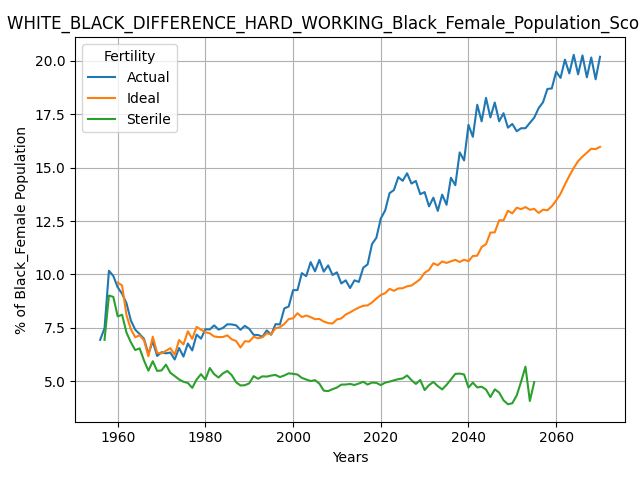 WHITE_BLACK_DIFFERENCE_HARD_WORKING_Black_Female_Population_Sco
Fertility
Actual
Ideal
Sterile
20.0
17.5
15.0
12.5
10.0
7.5
5.0
% of Black_Female Population
1960 1980 2000 2020 2040 2060
Years